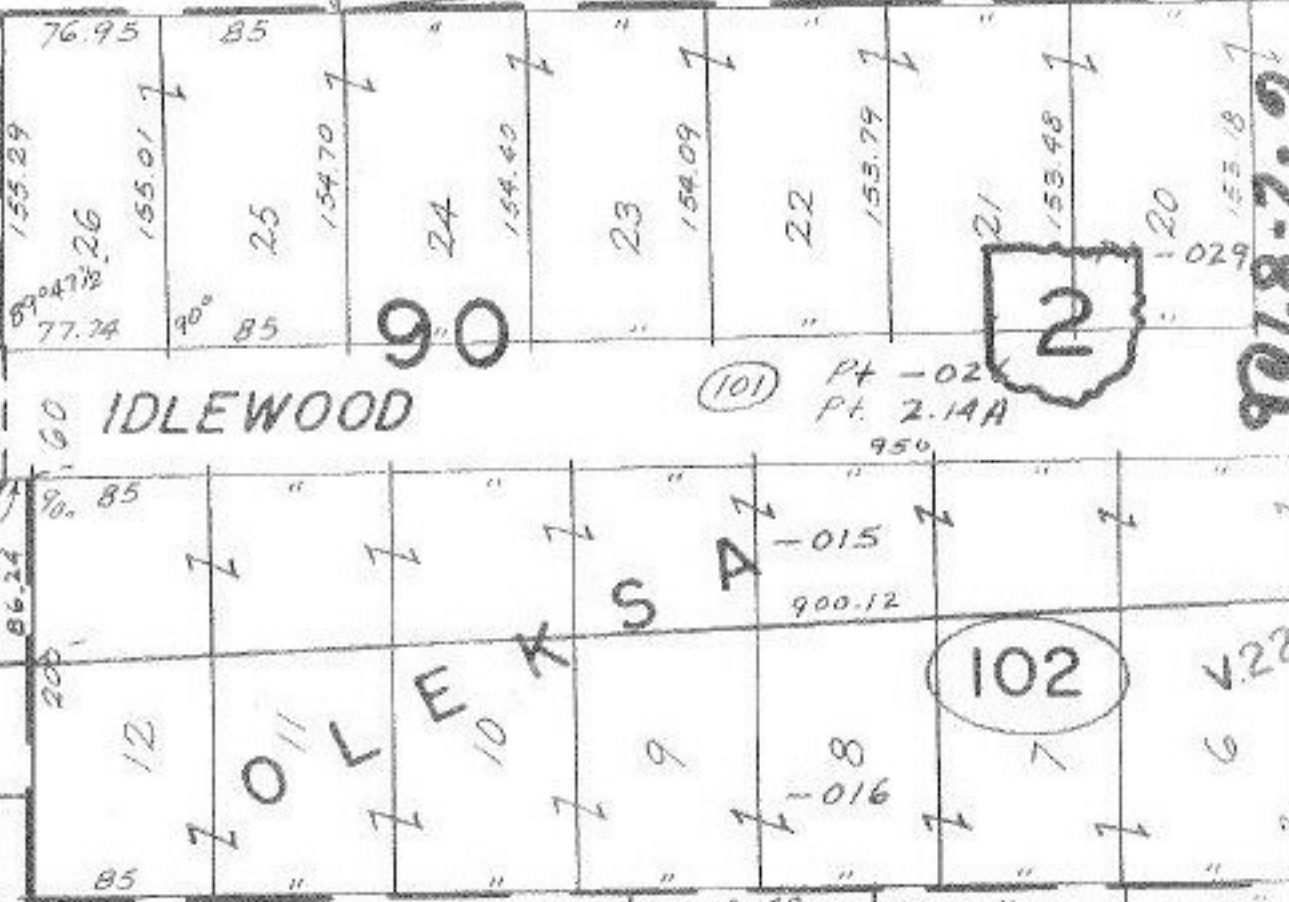 76.95 85 " " " " "
155.29 155.01 154.70 154.40 154.09 153.79 153.48 153.18
26 25 24 23 22 21 20
-029
89°47½ 90°
77.74 85 " " " "
90
2
60 IDLEWOOD
101
Pt -02
Pt. 2.14A
950
90° 85 " " " " " "
86.24
-015
900.12
200
OLEKSA
102
V.22
12 11 10 9 8 7 6
-016
85 " " " " " "